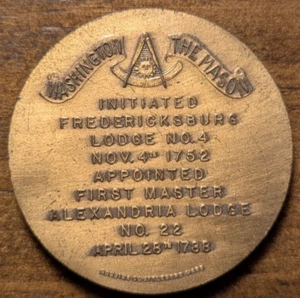 WASHINGTON THE MASON
INITIATED
FREDERICKSBURG
LODGE NO. 4
NOV. 4TH 1752
APPOINTED
FIRST MASTER
ALEXANDRIA LODGE
NO. 22
APRIL 28TH 1788